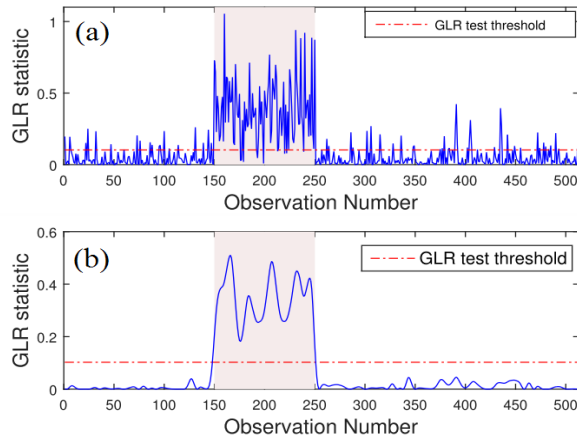 (a)
GLR test threshold
GLR statistic
1
0.5
0
0 50 100 150 200 250 300 350 400 450 500
Observation Number
(b)
GLR test threshold
GLR statistic
0.6
0.4
0.2
0
0 50 100 150 200 250 300 350 400 450 500
Observation Number